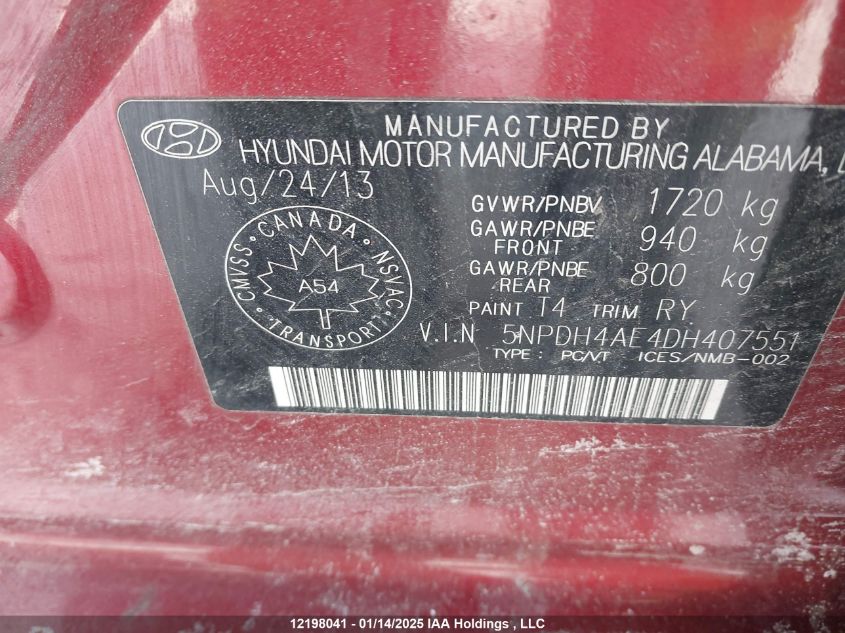 MANUFACTURED BY
HYUNDAI MOTOR MANUFACTURING ALABAMA,
Aug/24/13
GVWR/PNBV 1720 kg
GAWR/PNBE FRONT 940 kg
GAWR/PNBE REAR 800 kg
PAINT T4 TRIM RY
V.I.N 5NPDH4AE4DH407551
TYPE : PC/VT ICES/NMB-002
CANADA
CMVSS NSVAC
A54
TRANSPORT
12198041 - 01/14/2025 IAA Holdings , LLC